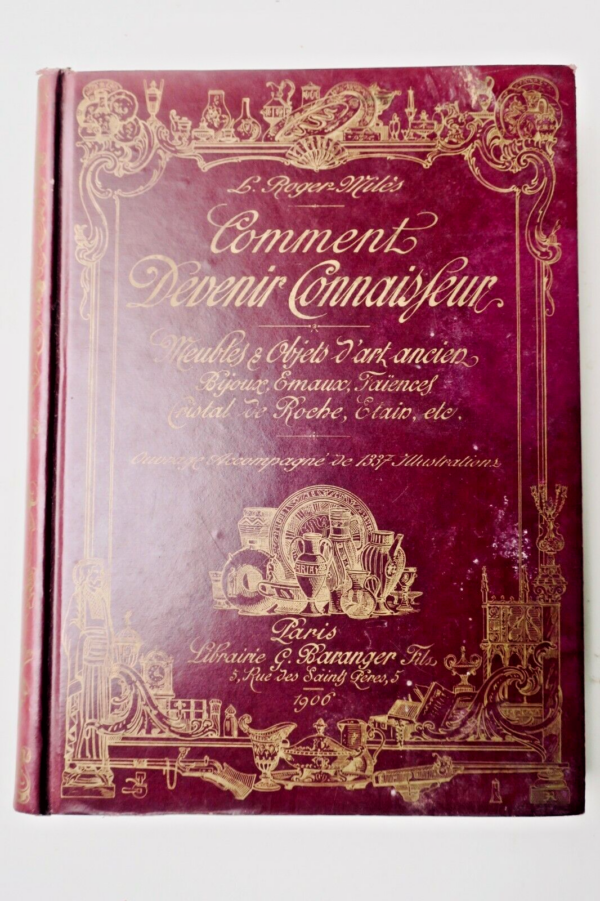 L. Roger-Milès
Comment
Devenir Connaisseur
Meubles & Objets d'art ancien
Bijoux, Emaux, Faïences
Cristal de Roche, Etain, etc.
Ouvrage Accompagné de 1337 Illustrations
Paris
Librairie G. Baranger Fils
5, Rue des Saints Pères, 5
1906